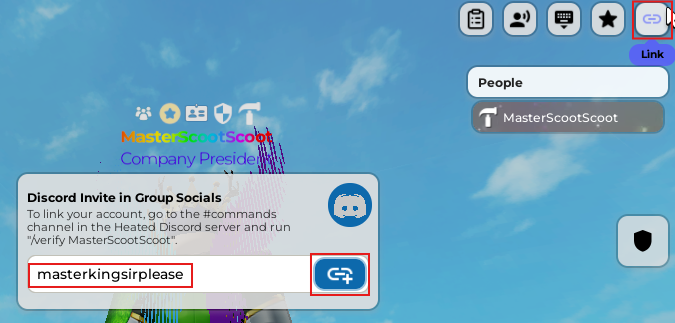 Link
People
MasterScootScoot
MasterScootScoot
Company Preside
Discord Invite in Group Socials
To link your account, go to the #commands
channel in the Heated Discord server and run
"/verify MasterScootScoot".
masterkingsirplease